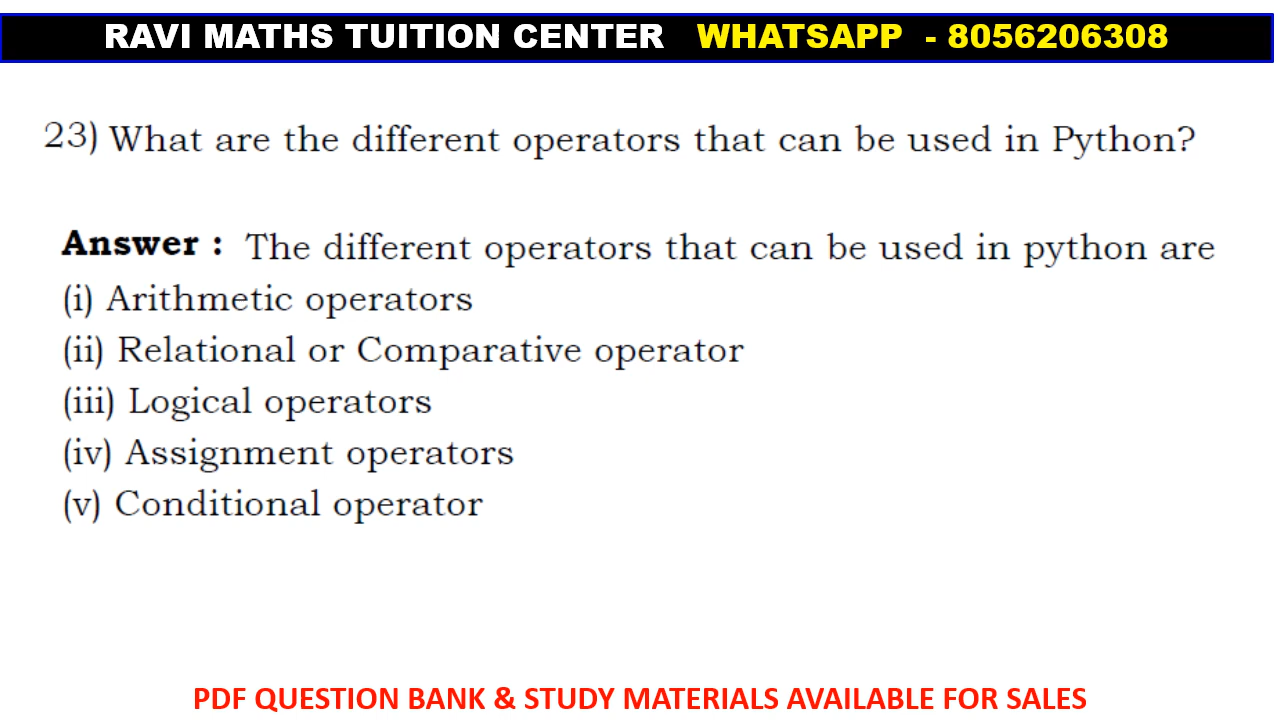 RAVI MATHS TUITION CENTER WHATSAPP - 8056206308
23) What are the different operators that can be used in Python?
Answer : The different operators that can be used in python are
(i) Arithmetic operators
(ii) Relational or Comparative operator
(iii) Logical operators
(iv) Assignment operators
(v) Conditional operator
PDF QUESTION BANK & STUDY MATERIALS AVAILABLE FOR SALES